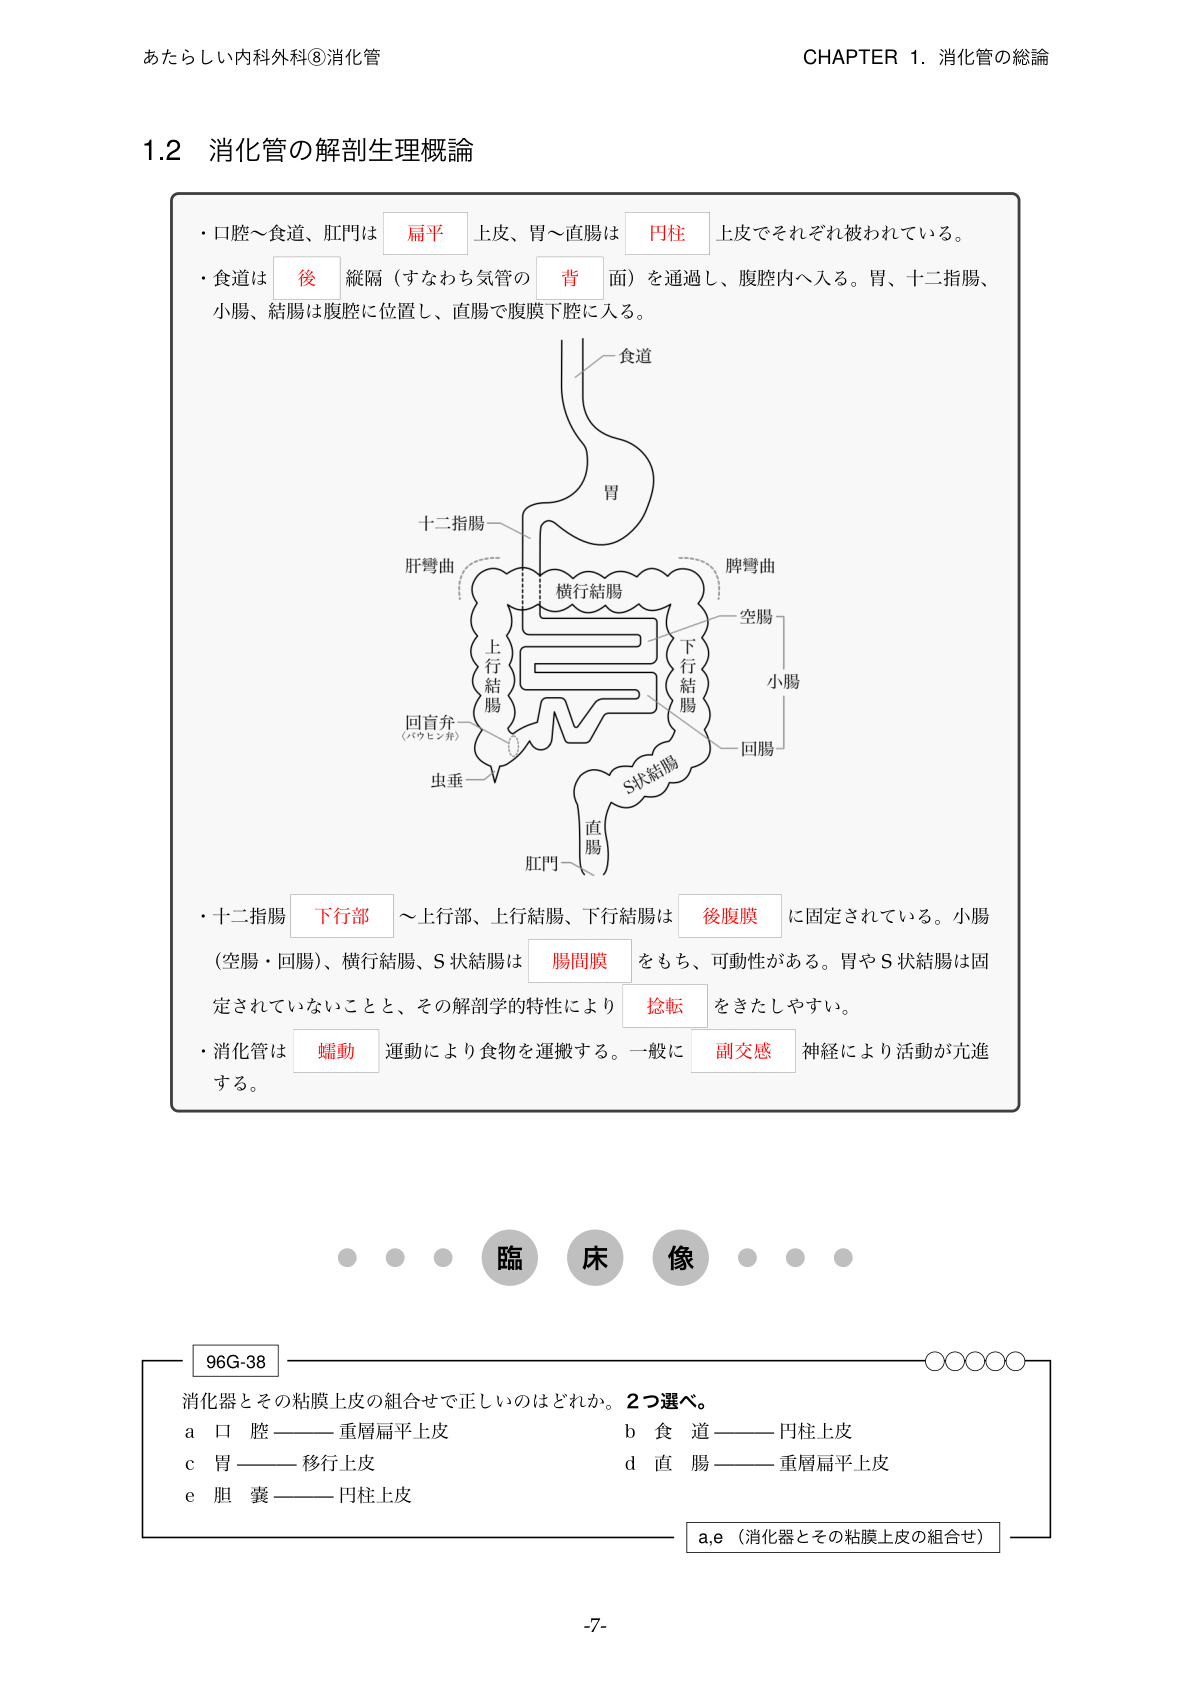 あたらしい内科外科⑧消化管
CHAPTER 1. 消化管の総論
1.2 消化管の解剖生理概論
・口腔～食道、肛門は 扁平 上皮、胃～直腸は 円柱 上皮でそれぞれ被われている。
・食道は 後 縦隔（すなわち気管の 背 面）を通過し、腹腔内へ入る。胃、十二指腸、
小腸、結腸は腹腔に位置し、直腸で腹膜下腔に入る。
食道
胃
十二指腸
肝彎曲
脾彎曲
横行結腸
空腸
上行結腸
下行結腸
小腸
回盲弁
（バウヒン弁）
回腸
虫垂
S状結腸
直腸
肛門
・十二指腸 下行部 ～上行部、上行結腸、下行結腸は 後腹膜 に固定されている。小腸
（空腸・回腸）、横行結腸、S 状結腸は 腸間膜 をもち、可動性がある。胃や S 状結腸は固
定されていないことと、その解剖学的特性により 捻転 をきたしやすい。
・消化管は 蠕動 運動により食物を運搬する。一般に 副交感 神経により活動が亢進
する。
臨床像
96G-38
消化器とその粘膜上皮の組合せで正しいのはどれか。2つ選べ。
a 口 腔 ――― 重層扁平上皮
b 食 道 ――― 円柱上皮
c 胃 ――― 移行上皮
d 直 腸 ――― 重層扁平上皮
e 胆 嚢 ――― 円柱上皮
a,e （消化器とその粘膜上皮の組合せ）
-7-